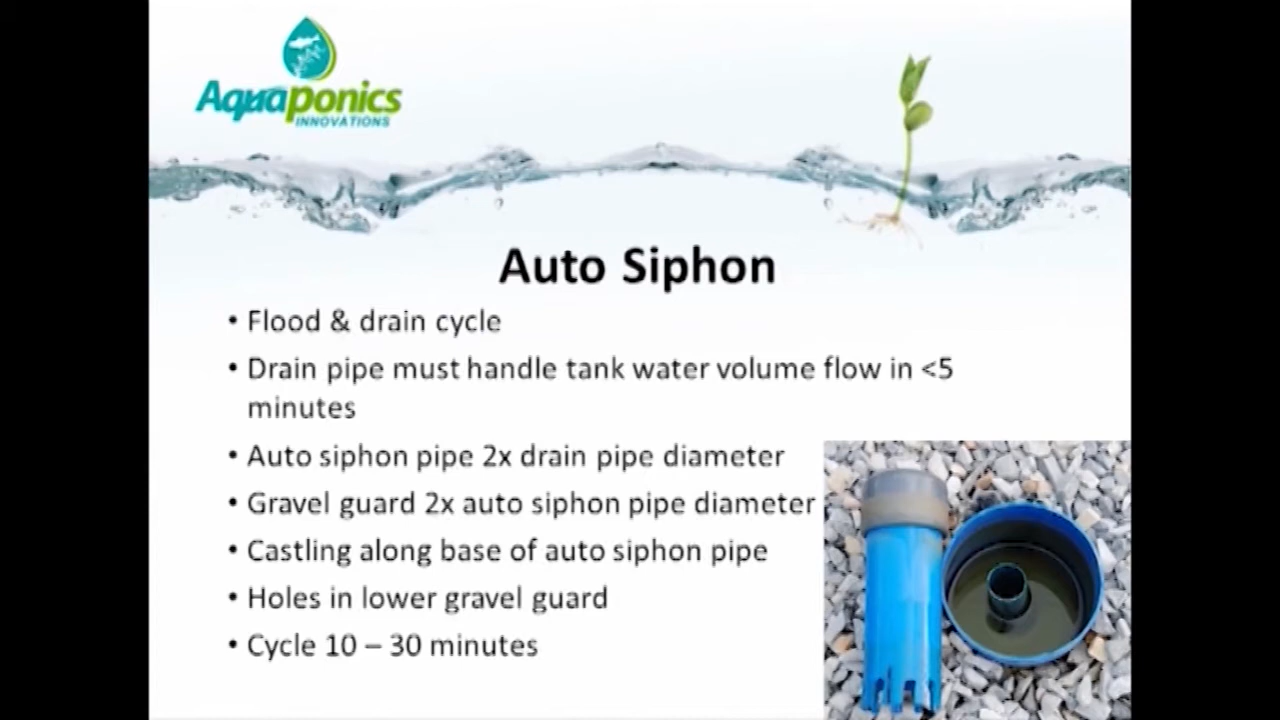 Aquaponics
INNOVATIONS
Auto Siphon
• Flood & drain cycle
• Drain pipe must handle tank water volume flow in <5
minutes
• Auto siphon pipe 2x drain pipe diameter
• Gravel guard 2x auto siphon pipe diameter
• Castling along base of auto siphon pipe
• Holes in lower gravel guard
• Cycle 10 – 30 minutes